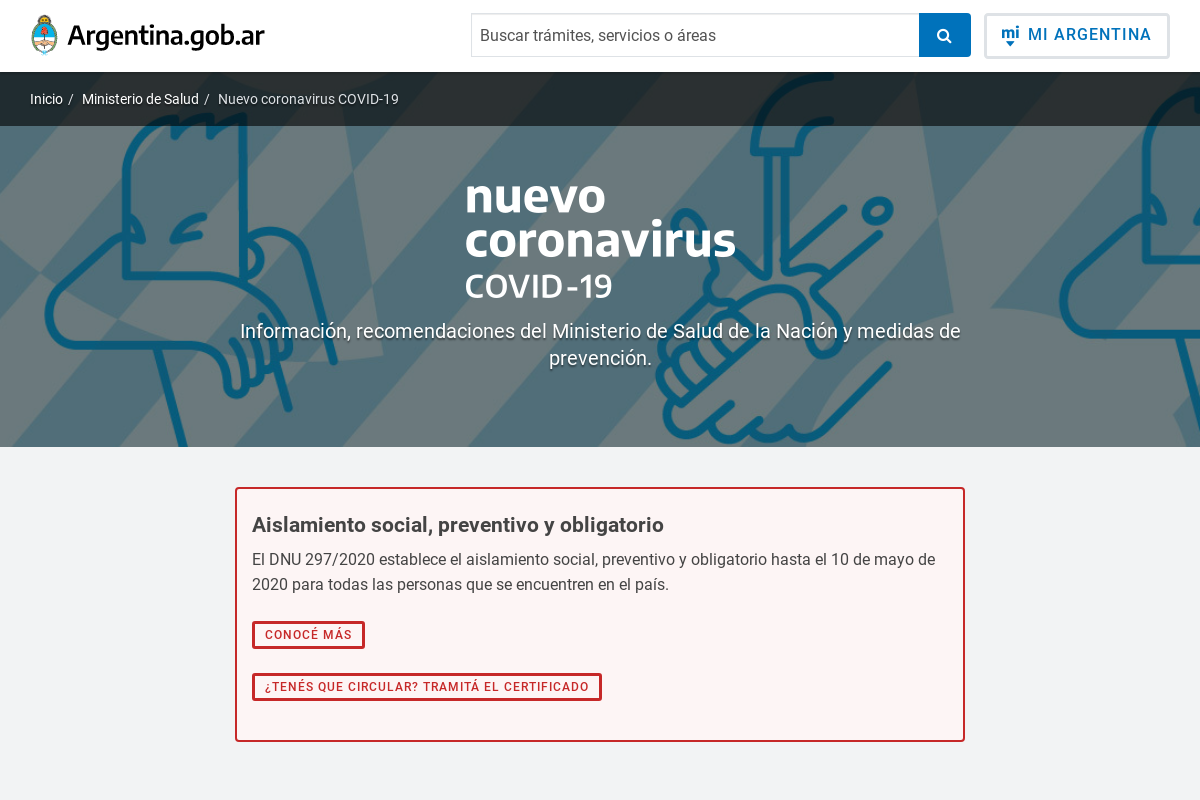 Argentina.gob.ar
Buscar trámites, servicios o áreas
mi MI ARGENTINA
Inicio / Ministerio de Salud / Nuevo coronavirus COVID-19
nuevo
coronavirus
COVID-19
Información, recomendaciones del Ministerio de Salud de la Nación y medidas de
prevención.
Aislamiento social, preventivo y obligatorio
El DNU 297/2020 establece el aislamiento social, preventivo y obligatorio hasta el 10 de mayo de
2020 para todas las personas que se encuentren en el país.
CONOCÉ MÁS
¿TENÉS QUE CIRCULAR? TRAMITÁ EL CERTIFICADO